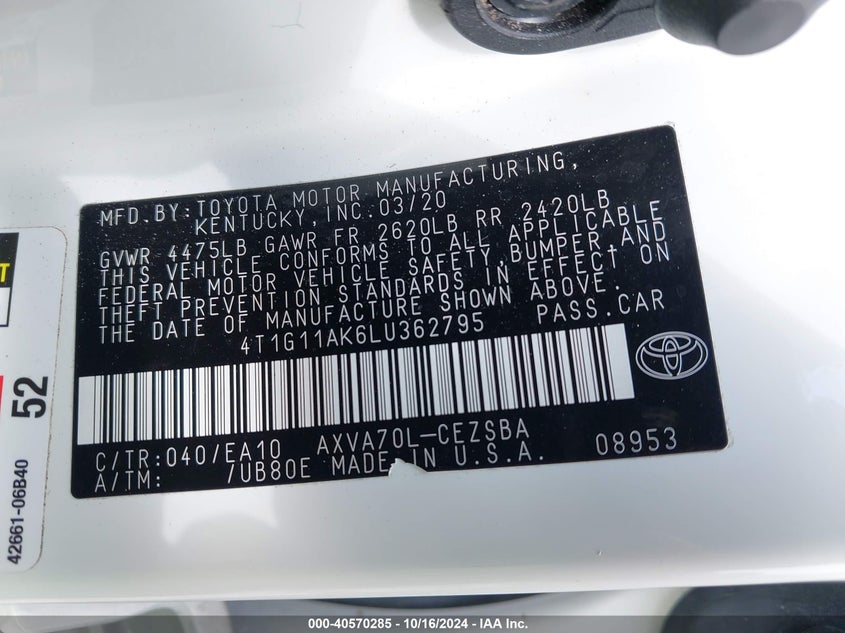 MFD. BY: TOYOTA MOTOR MANUFACTURING,
KENTUCKY, INC. 03/20
GVWR 4475LB GAWR FR 2620LB RR 2420LB
THIS VEHICLE CONFORMS TO ALL APPLICABLE
FEDERAL MOTOR VEHICLE SAFETY, BUMPER, AND
THEFT PREVENTION STANDARDS IN EFFECT ON
THE DATE OF MANUFACTURE SHOWN ABOVE.
4T1G11AK6LU362795 PASS. CAR
C/TR: 040/EA10 AXVA70L-CEZSBA 08953
A/TM: /UB80E MADE IN U.S.A.
52
42661-06B40
000-40570285 - 10/16/2024 - IAA Inc.